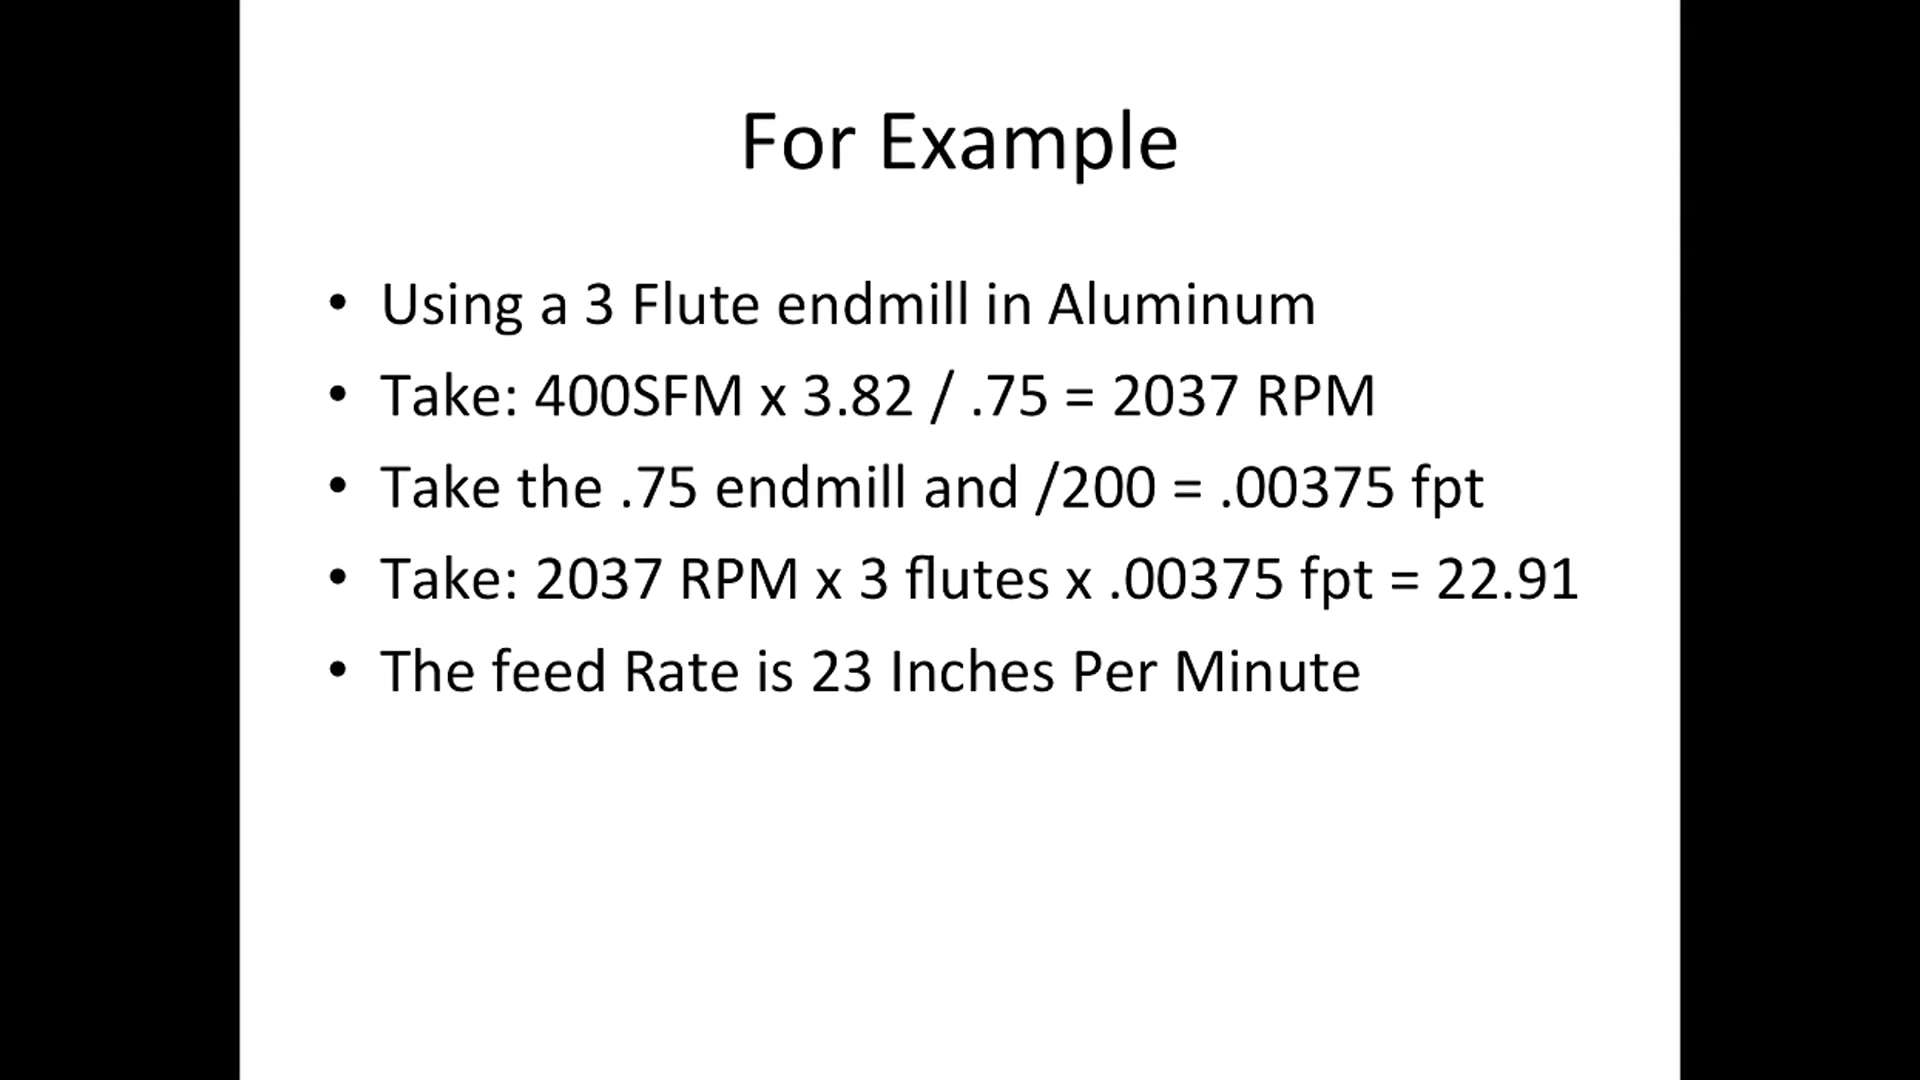 For Example
• Using a 3 Flute endmill in Aluminum
• Take: 400SFM x 3.82 / .75 = 2037 RPM
• Take the .75 endmill and /200 = .00375 fpt
• Take: 2037 RPM x 3 flutes x .00375 fpt = 22.91
• The feed Rate is 23 Inches Per Minute